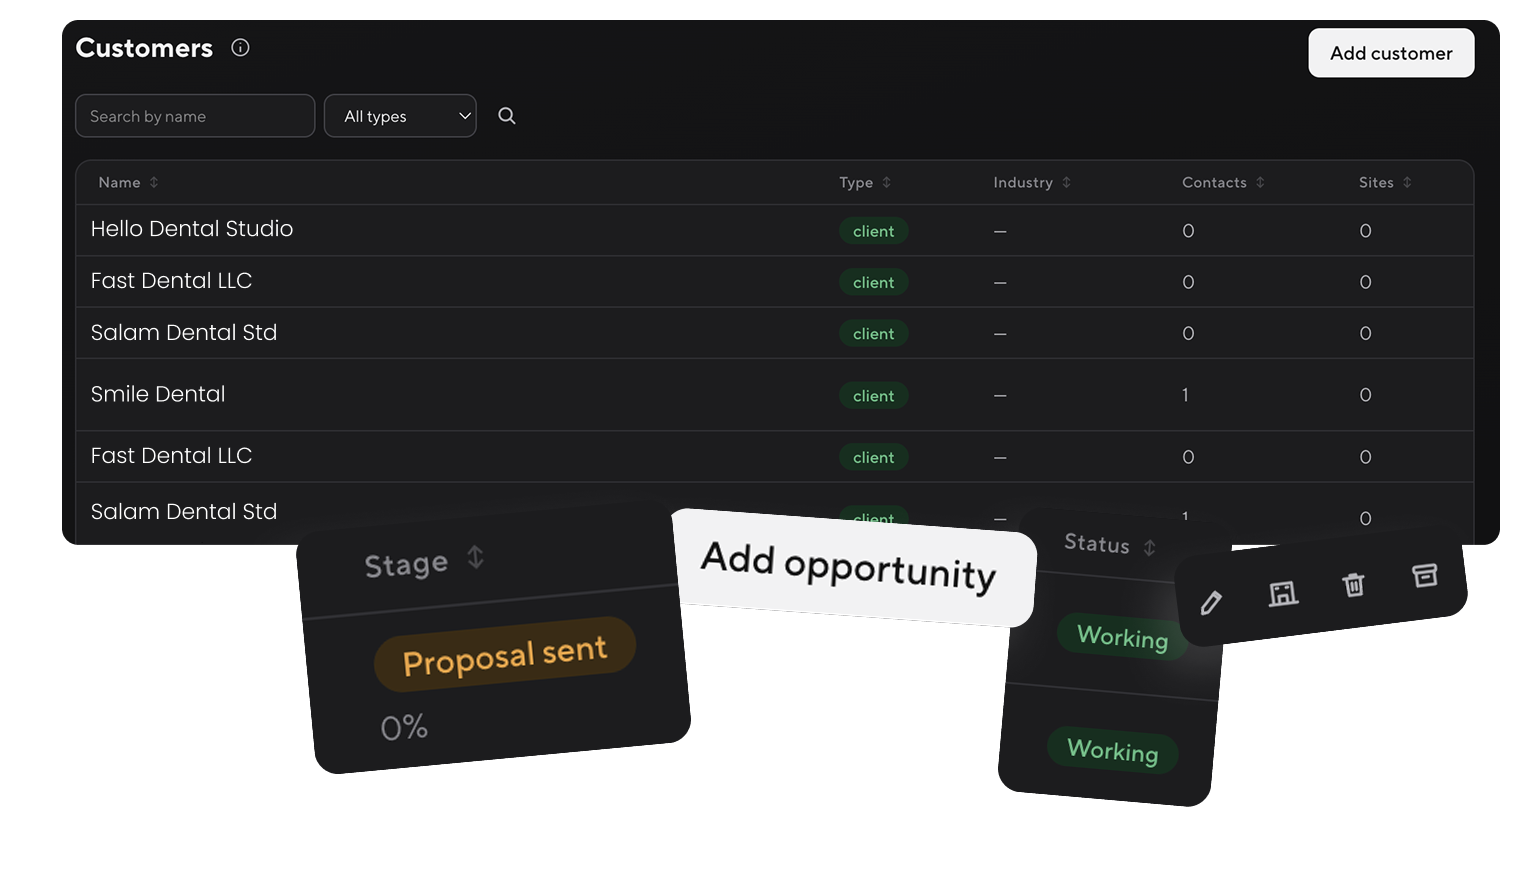 Customers
Add customer
Search by name
All types
Name Type Industry Contacts Sites
Hello Dental Studio client — 0 0
Fast Dental LLC client — 0 0
Salam Dental Std client — 0 0
Smile Dental client — 1 0
Fast Dental LLC client — 0 0
Salam Dental Std client — 1 0
Stage
Proposal sent
0%
Add opportunity
Status
Working
Working